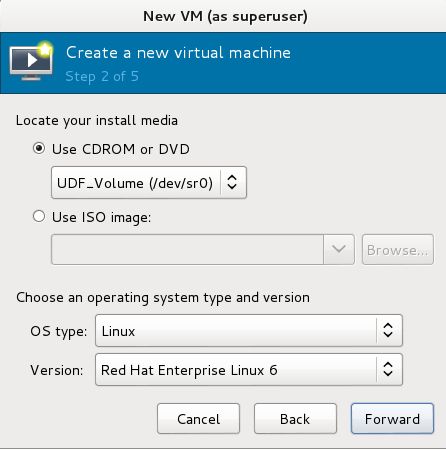 New VM (as superuser)
Create a new virtual machine
Step 2 of 5
Locate your install media
Use CDROM or DVD
UDF_Volume (/dev/sr0)
Use ISO image:
Browse...
Choose an operating system type and version
OS type: Linux
Version: Red Hat Enterprise Linux 6
Cancel Back Forward